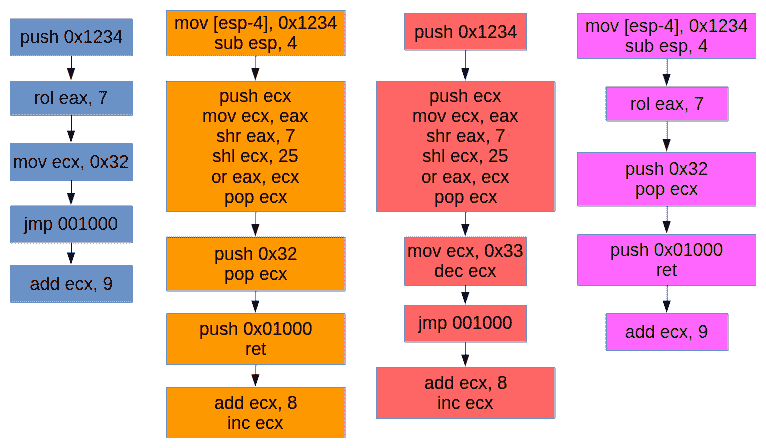 push 0x1234
rol eax, 7
mov ecx, 0x32
jmp 001000
add ecx, 9
mov [esp-4], 0x1234
sub esp, 4
push ecx
mov ecx, eax
shr eax, 7
shl ecx, 25
or eax, ecx
pop ecx
push 0x32
pop ecx
push 0x01000
ret
add ecx, 8
inc ecx
push 0x1234
push ecx
mov ecx, eax
shr eax, 7
shl ecx, 25
or eax, ecx
pop ecx
mov ecx, 0x33
dec ecx
jmp 001000
add ecx, 8
inc ecx
mov [esp-4], 0x1234
sub esp, 4
rol eax, 7
push 0x32
pop ecx
push 0x01000
ret
add ecx, 9